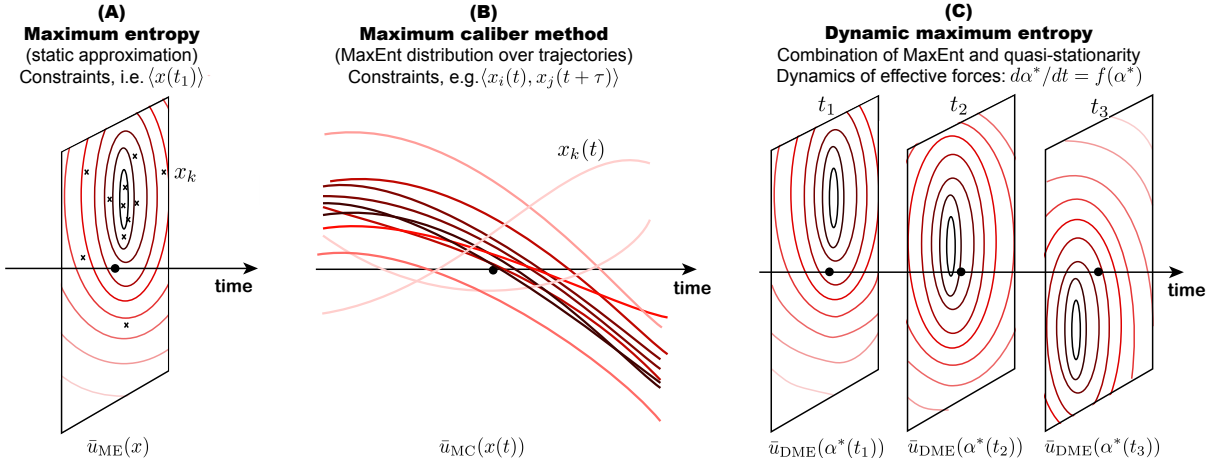 (A)
Maximum entropy
(static approximation)
Constraints, i.e. ⟨x(t₁)⟩
x_k
time
ū_ME(x)
(B)
Maximum caliber method
(MaxEnt distribution over trajectories)
Constraints, e.g.⟨x_i(t), x_j(t + τ)⟩
x_k(t)
time
ū_MC(x(t))
(C)
Dynamic maximum entropy
Combination of MaxEnt and quasi-stationarity
Dynamics of effective forces: dα*/dt = f(α*)
t₁ t₂ t₃
time
ū_DME(α*(t₁)) ū_DME(α*(t₂)) ū_DME(α*(t₃))